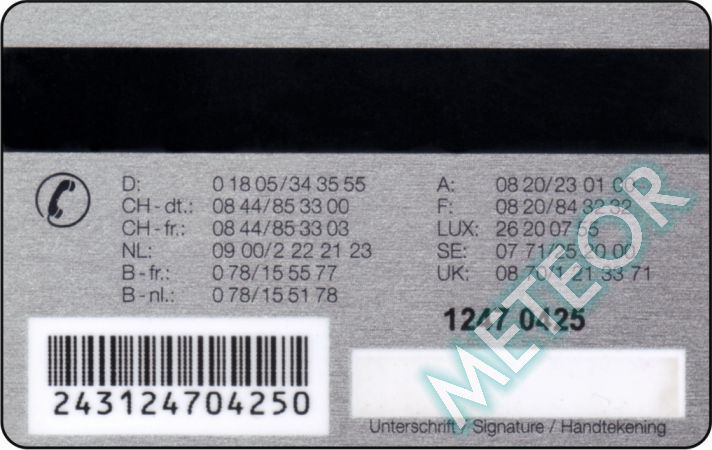 D: 0 18 05/34 35 55
CH-dt.: 08 44/85 33 00
CH-fr.: 08 44/85 33 03
NL: 09 00/2 22 21 23
B-fr.: 0 78/15 55 77
B-nl.: 0 78/15 51 78
A: 08 20/23 01 00
F: 08 20/84 32 32
LUX: 26 20 07 55
SE: 07 71/25 20 00
UK: 08 70/1 21 33 71
1247 0425
243124704250
Unterschrift / Signature / Handtekening
METEOR